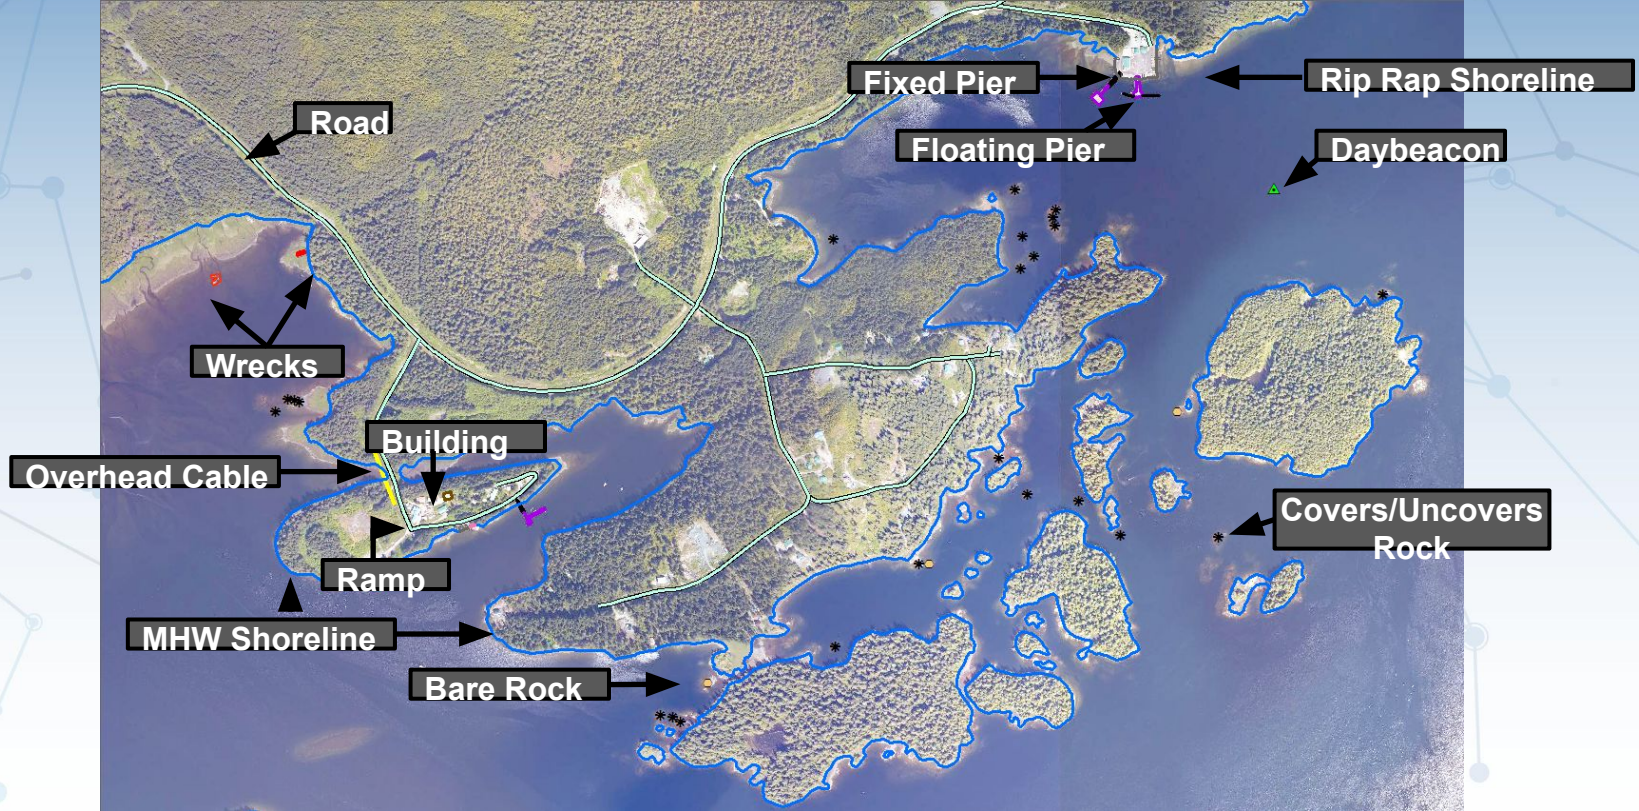 Fixed Pier
Rip Rap Shoreline
Road
Floating Pier
Daybeacon
Wrecks
Building
Overhead Cable
Covers/Uncovers
Rock
Ramp
MHW Shoreline
Bare Rock